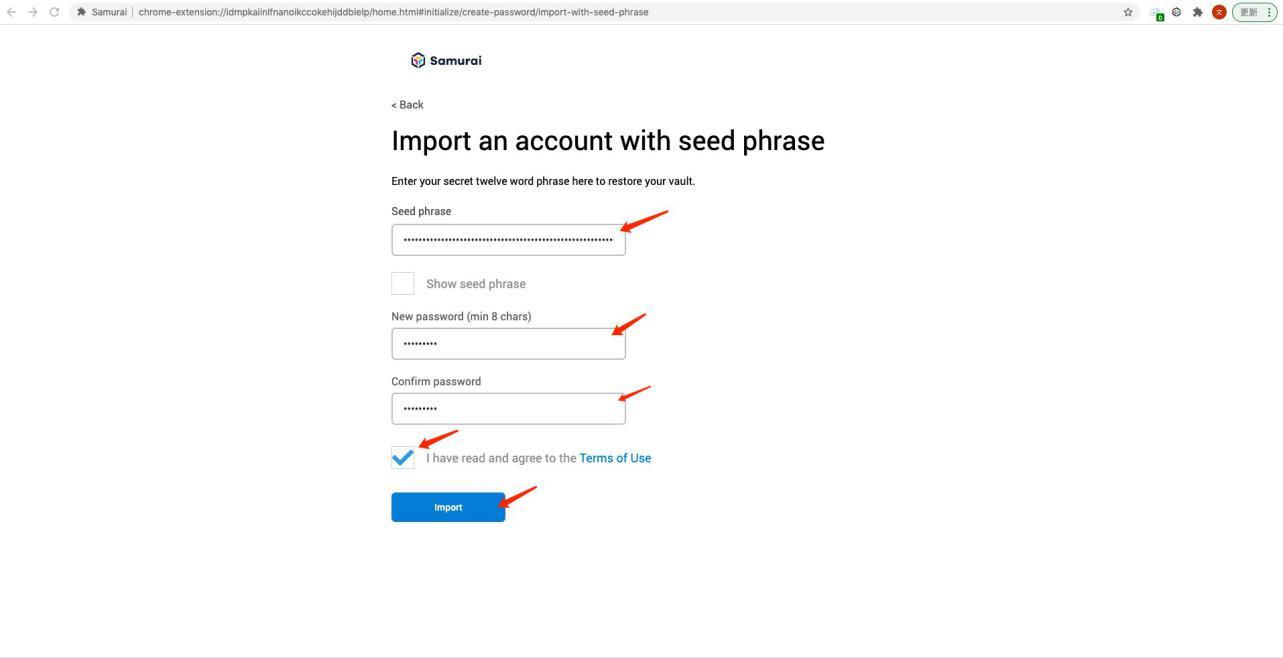 Samurai | chrome-extension://idmpkaiinlfnanoikccokehijddblelp/home.html#initialize/create-password/import-with-seed-phrase
0
文
更新
Samurai
< Back
Import an account with seed phrase
Enter your secret twelve word phrase here to restore your vault.
Seed phrase
Show seed phrase
New password (min 8 chars)
Confirm password
I have read and agree to the Terms of Use
Import